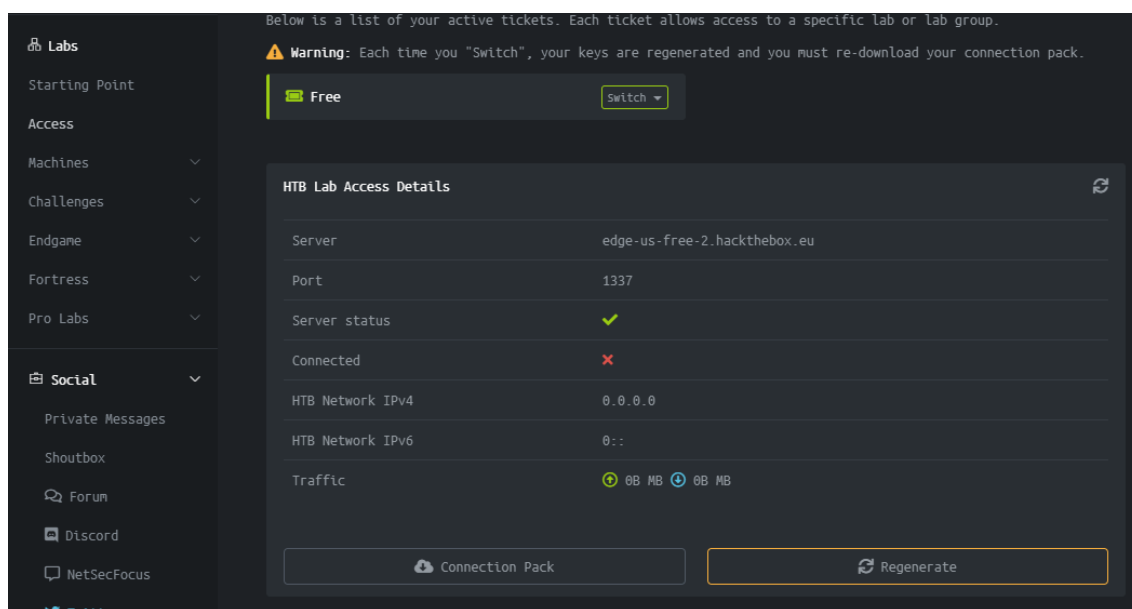 Below is a list of your active tickets. Each ticket allows access to a specific lab or lab group.
Warning: Each time you "Switch", your keys are regenerated and you must re-download your connection pack.
Free
Switch
Labs
Starting Point
Access
Machines
Challenges
Endgame
Fortress
Pro Labs
Social
Private Messages
Shoutbox
Forum
Discord
NetSecFocus
HTB Lab Access Details
Server edge-us-free-2.hackthebox.eu
Port 1337
Server status
Connected
HTB Network IPv4 0.0.0.0
HTB Network IPv6 0::
Traffic 0B MB 0B MB
Connection Pack
Regenerate